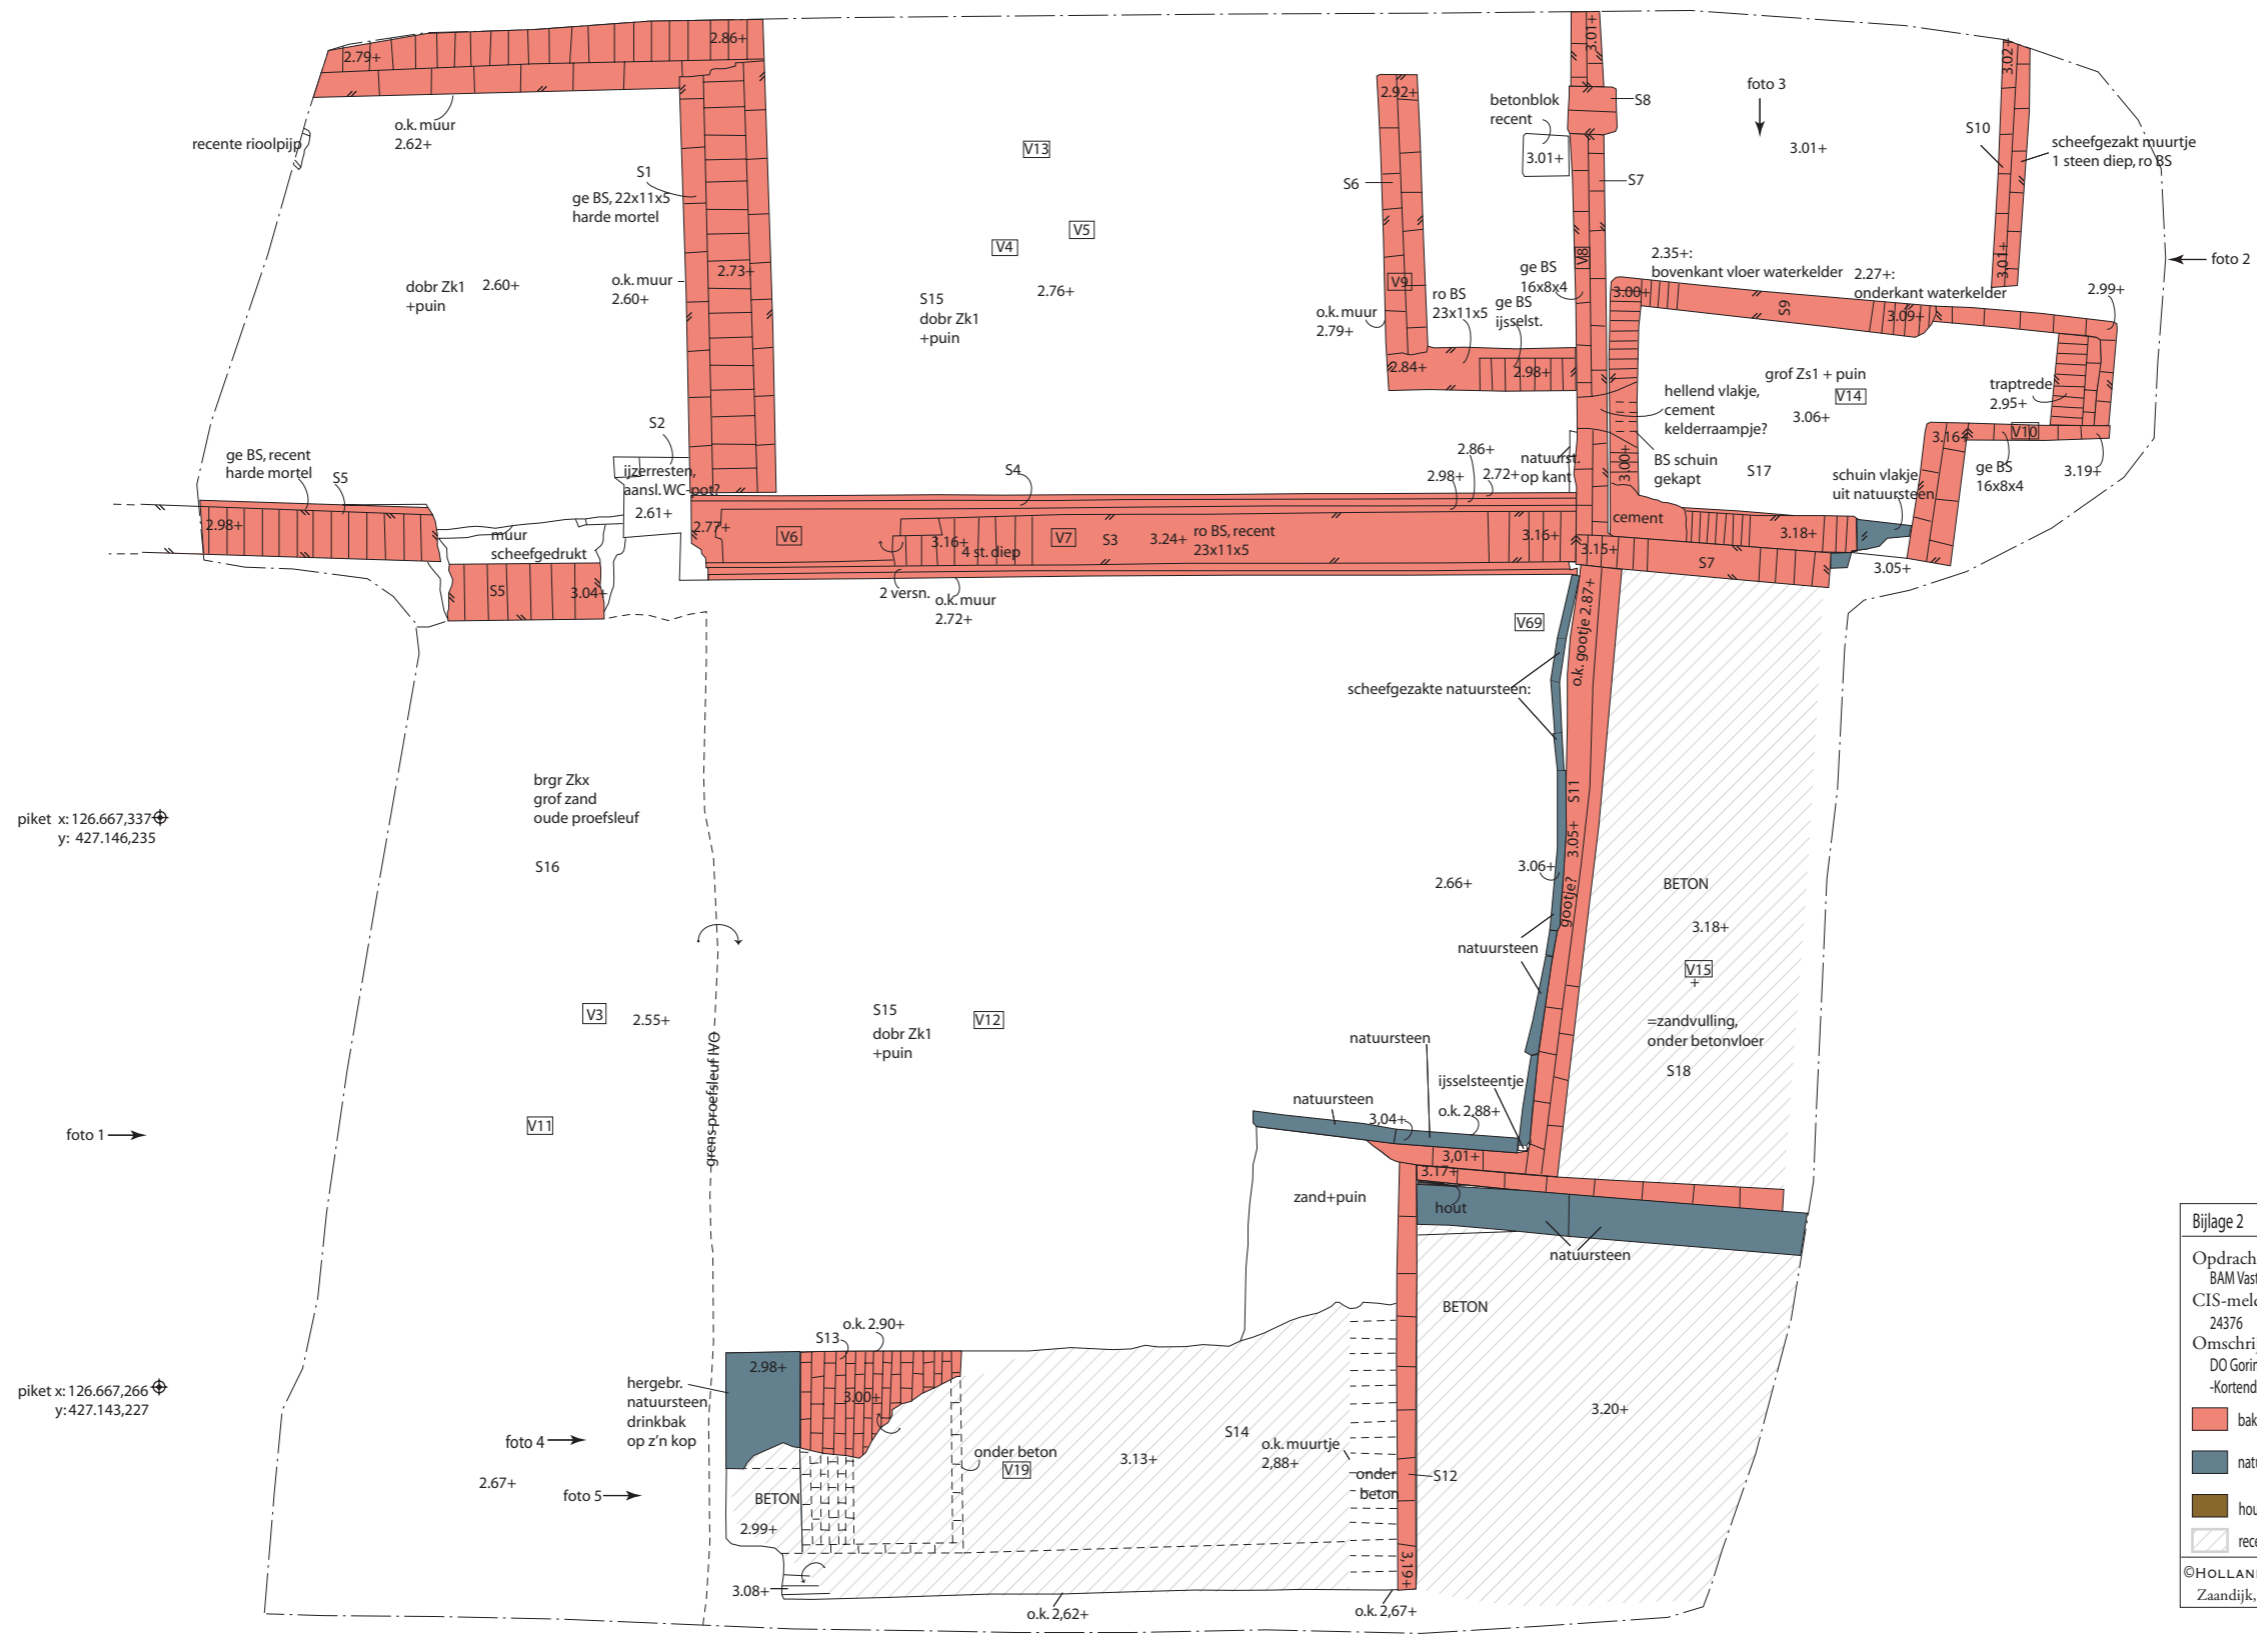 2.79+
2.86+
3.01+
3.02+
o.k. muur
2.62+
recente rioolpijp
S1
ge BS, 22x11x5
harde mortel
V13
2.92+
betonblok
recent
3.01+
S8
foto 3
3.01+
S10
scheefgezakt muurtje
1 steen diep, ro BS
S6
S7
V5
V4
dobr Zk1
+puin
2.60+
o.k. muur
2.60+
2.73+
S15
dobr Zk1
+puin
2.76+
o.k. muur
2.79+
V9
ro BS
23x11x5
ge BS
ijsselst.
ge BS
16x8x4
V8
2.35+:
bovenkant vloer waterkelder
2.27+:
onderkant waterkelder
3.01+
foto 2
2.99+
3.00+
S9
3.09+
2.84+
2.98+
hellend vlakje,
cement
kelderraampje?
grof Zs1 + puin
V14
3.06+
traptrede
2.95+
S2
ijzerresten,
aansl. WC-pot?
2.61+
ge BS, recent
harde mortel
S5
2.98+
muur
scheefgedrukt
S5
3.04+
S4
2.86+
2.98+
2.72+
natuurst.
op kant
3.00+
BS schuin
gekapt
S17
schuin vlakje
uit natuursteen
3.16+
V10
ge BS
16x8x4
3.19+
2.77+
V6
3.16+
4 st. diep
V7
S3
3.24+
ro BS, recent
23x11x5
3.16+
cement
3.15+
3.18+
S7
3.05+
2 versn.
o.k. muur
2.72+
V69
o.k. gootje 2.87+
scheefgezakte natuursteen:
brgr Zkx
grof zand
oude proefsleuf
S16
piket x: 126.667,337
y: 427.146,235
S11
3.05+
gootje?
3.06+
2.66+
natuursteen
BETON
3.18+
V15
+
=zandvulling,
onder betonvloer
S18
V3
2.55+
grens proefsleuf IVO
S15
dobr Zk1
+puin
V12
natuursteen
ijsselsteentje
natuursteen
3,04+
o.k. 2,88+
foto 1
V11
3,01+
3.17+
zand+puin
hout
natuursteen
BETON
3.20+
S13
o.k. 2.90+
2.98+
3.00+
piket x: 126.667,266
y: 427.143,227
hergebr.
natuursteen
drinkbak
op z'n kop
foto 4
2.67+
foto 5
onder beton
V19
3.13+
S14
o.k. muurtje
2,88+
onder
beton
S12
BETON
2.99+
3.08+
3,19+
o.k. 2,62+
o.k. 2,67+
Bijlage 2
Opdrach
BAM Vast
CIS-meld
24376
Omschrij
DO Gorin
-Kortend
bak
natu
hou
rece
©HOLLAND
Zaandijk,